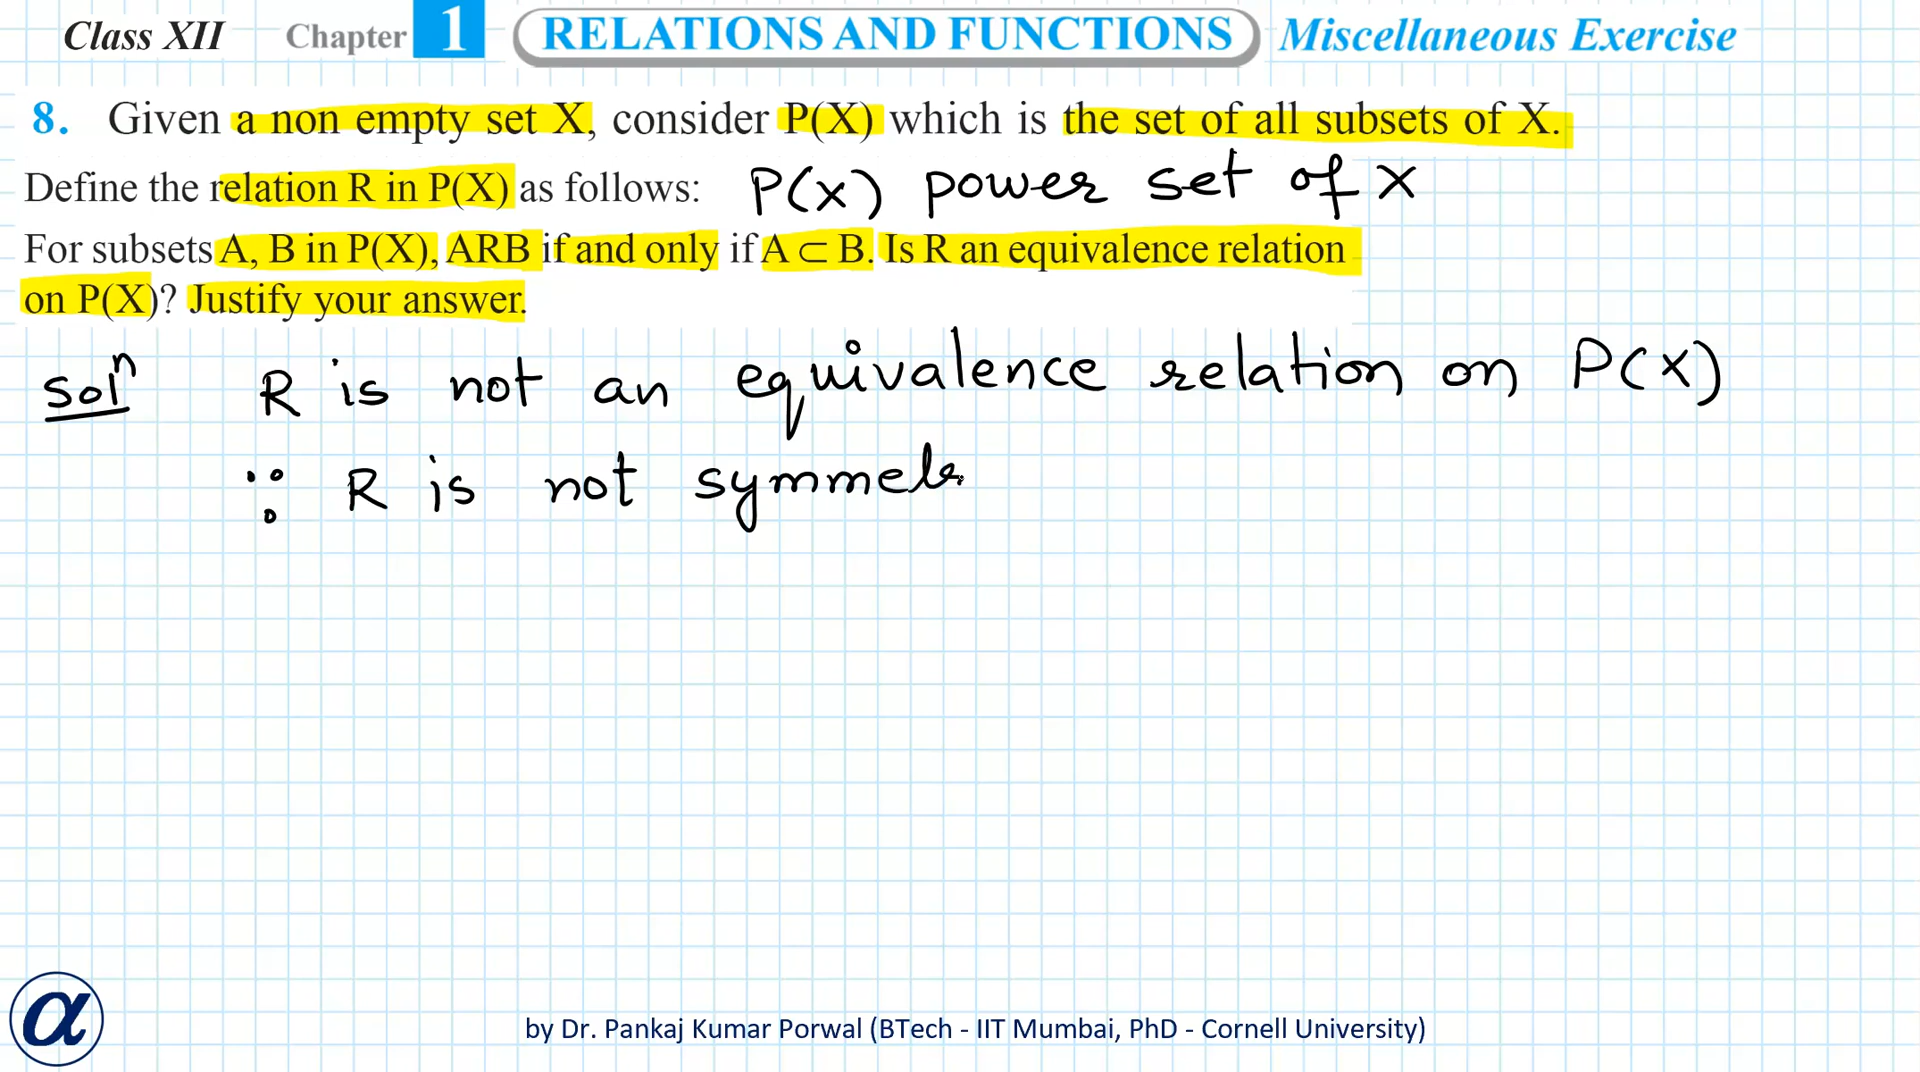 Class XII Chapter 1 RELATIONS AND FUNCTIONS Miscellaneous Exercise
8. Given a non empty set X, consider P(X) which is the set of all subsets of X.
Define the relation R in P(X) as follows: P(X) power set of X
For subsets A, B in P(X), ARB if and only if A ⊂ B. Is R an equivalence relation
on P(X)? Justify your answer.
Solⁿ R is not an equivalence relation on P(X)
∵ R is not
α
by Dr. Pankaj Kumar Porwal (BTech - IIT Mumbai, PhD - Cornell University)